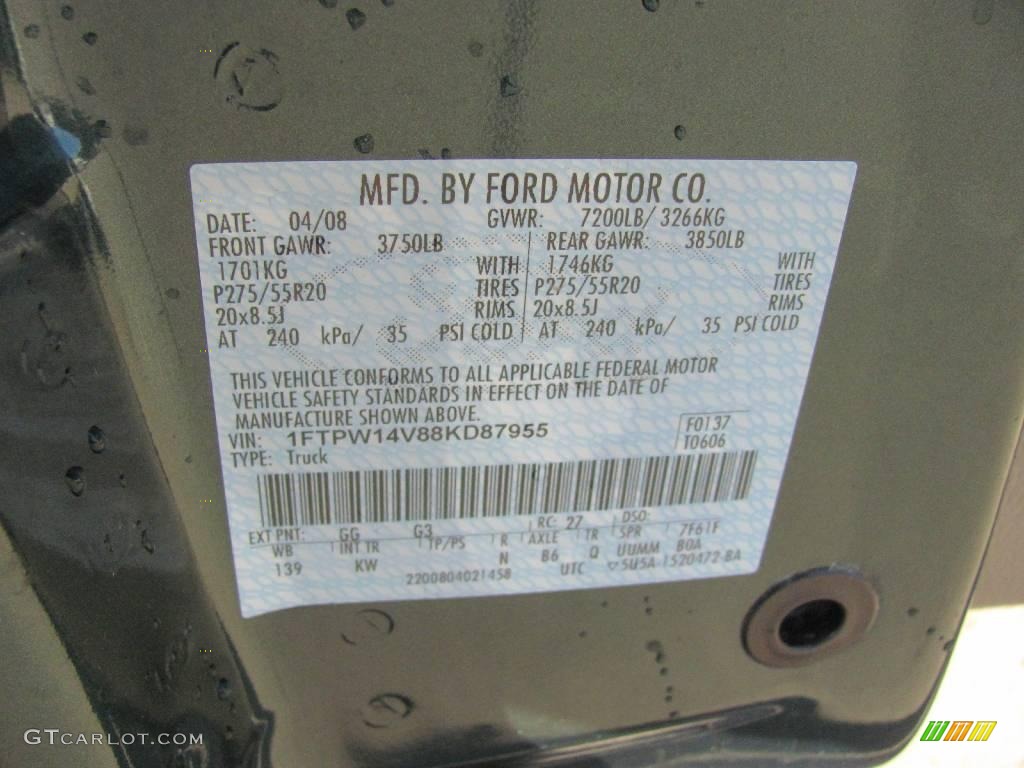 MFD. BY FORD MOTOR CO.
DATE: 04/08 GVWR: 7200LB/ 3266KG
FRONT GAWR: 3750LB REAR GAWR: 3850LB
1701KG WITH 1746KG WITH
P275/55R20 TIRES P275/55R20 TIRES
20x8.5J RIMS 20x8.5J RIMS
AT 240 kPa/ 35 PSI COLD AT 240 kPa/ 35 PSI COLD
THIS VEHICLE CONFORMS TO ALL APPLICABLE FEDERAL MOTOR
VEHICLE SAFETY STANDARDS IN EFFECT ON THE DATE OF
MANUFACTURE SHOWN ABOVE.
VIN: 1FTPW14V88KD87955 F0137
TYPE: Truck T0606
EXT PNT: GG G3 RC: 27 DSO:
WB INT TR TP/PS R AXLE TR SPR 7F61F
139 KW N B6 Q UUMM BOA
2200804021458 UTC ▽5U5A-1520472-BA
GTCARLOT.COM